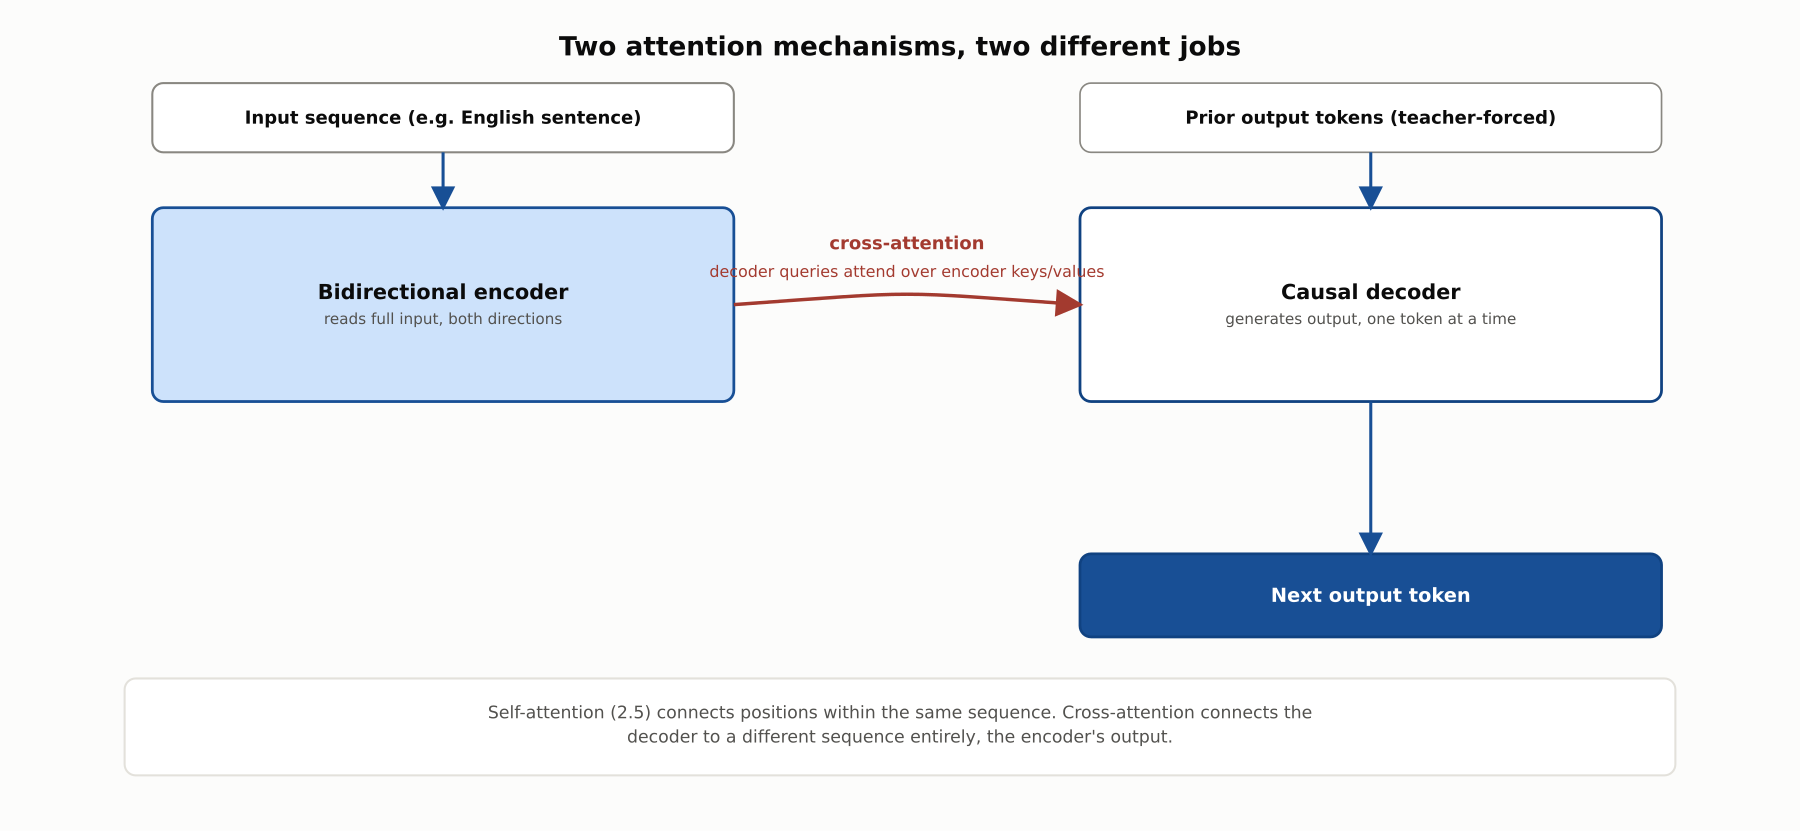 Two attention mechanisms, two different jobs
Input sequence (e.g. English sentence)
Prior output tokens (teacher-forced)
cross-attention
decoder queries attend over encoder keys/values
Bidirectional encoder
reads full input, both directions
Causal decoder
generates output, one token at a time
Next output token
Self-attention (2.5) connects positions within the same sequence. Cross-attention connects the
decoder to a different sequence entirely, the encoder's output.